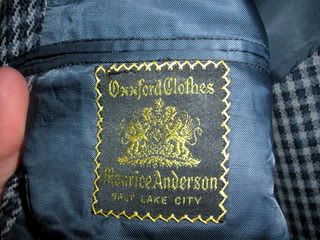 Oxxford Clothes
Maurice Anderson
SALT LAKE CITY